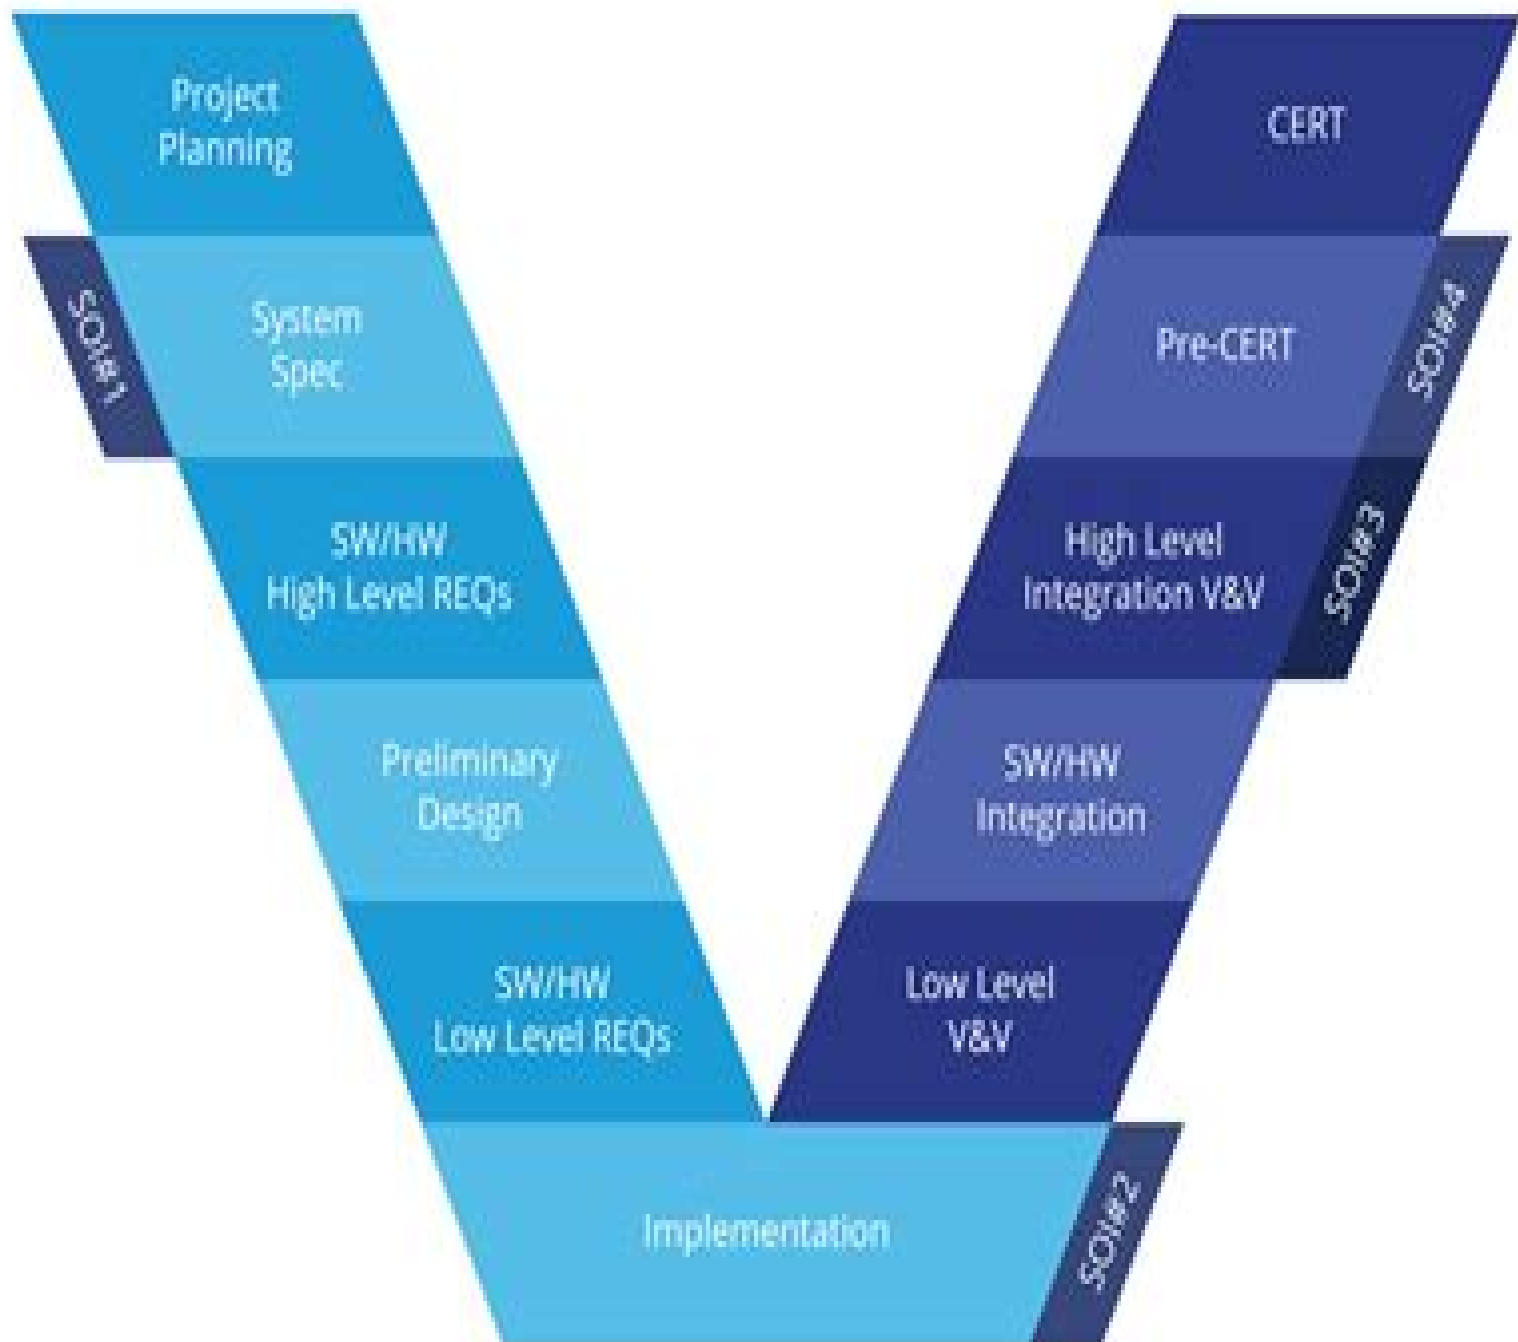 Project
Planning
SOI#1
System
Spec
SW/HW
High Level REQs
Preliminary
Design
SW/HW
Low Level REQs
Implementation
SOI#2
Low Level
V&V
SW/HW
Integration
High Level
Integration V&V
SOI#3
Pre-CERT
SOI#4
CERT